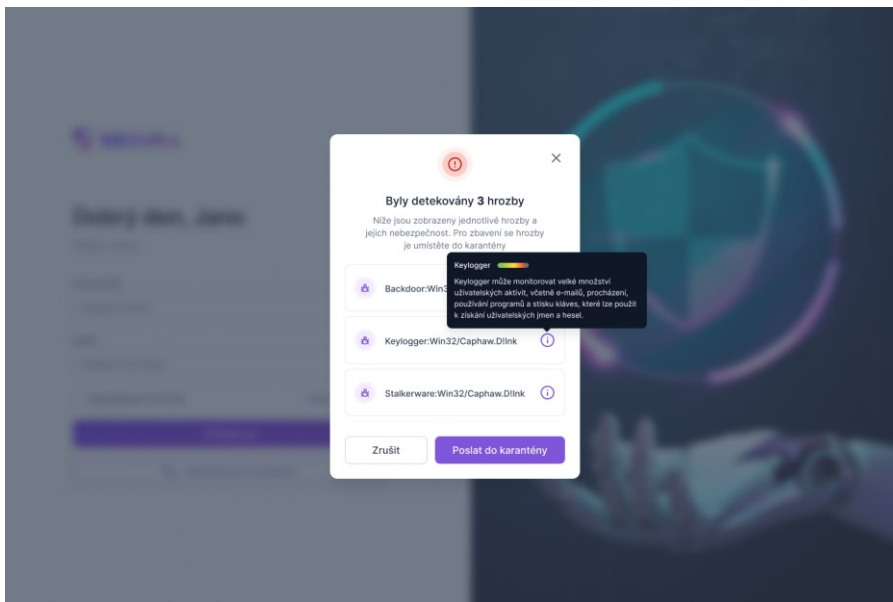 Dobrý den, Jano
Byly detekovány 3 hrozby
Níže jsou zobrazeny jednotlivé hrozby a
jejich nebezpečnost. Pro zbavení se hrozby
je umístěte do karantény
Keylogger
Keylogger může monitorovat velké množství
uživatelských aktivit, včetně e-mailů, procházení,
používání programů a stisku kláves, které lze použít
k získání uživatelských jmen a hesel.
Backdoor:Win3
Keylogger:Win32/Caphaw.D!lnk
Stalkerware:Win32/Caphaw.D!lnk
Zrušit
Poslat do karantény